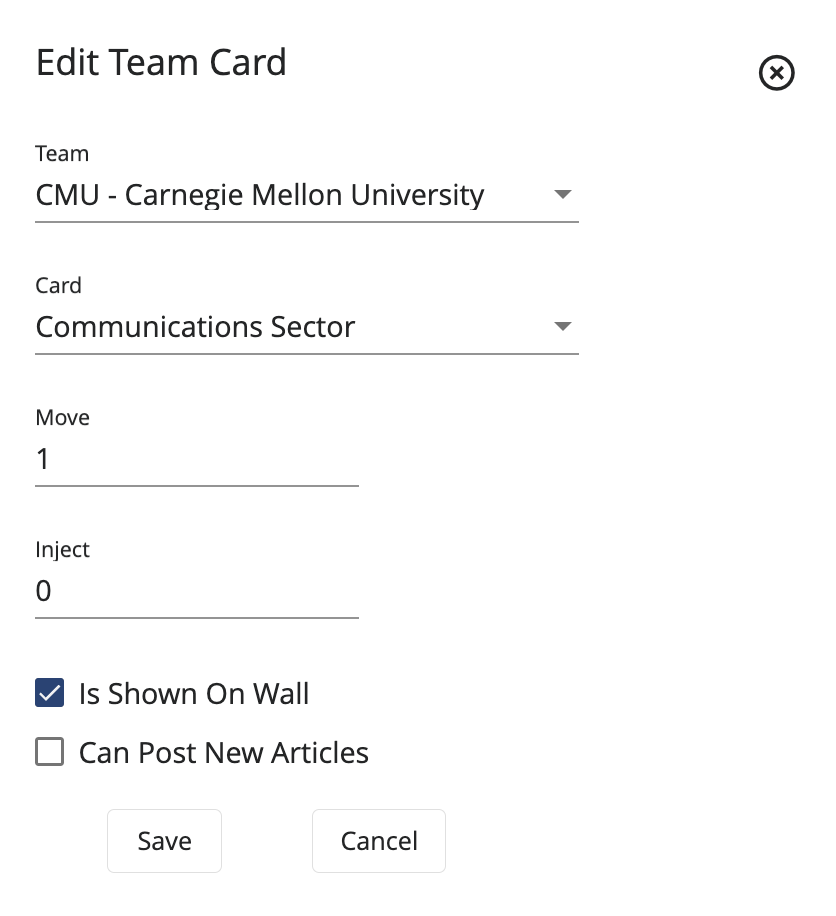 Edit Team Card
Team
CMU - Carnegie Mellon University
Card
Communications Sector
Move
1
Inject
0
Is Shown On Wall
Can Post New Articles
Save
Cancel